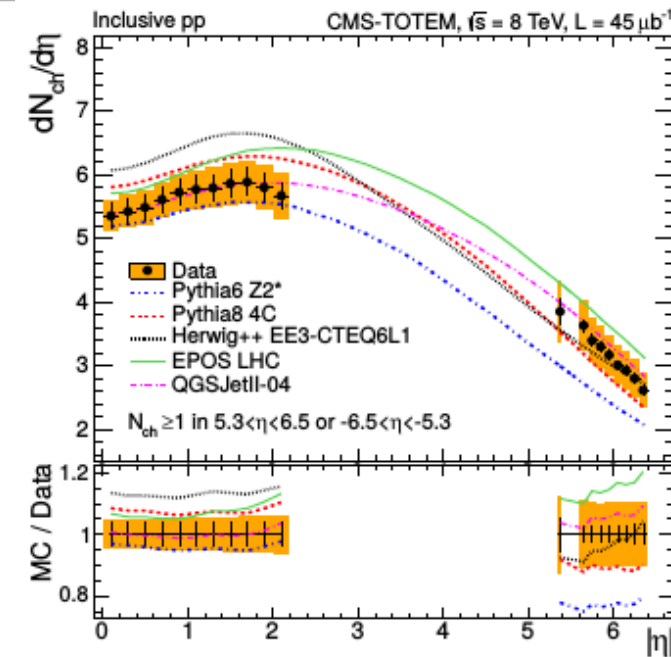 Inclusive pp CMS-TOTEM, √s = 8 TeV, L = 45 μb⁻¹
dN_ch/dη
8
7
6
5
4
3
2
Data
Pythia6 Z2*
Pythia8 4C
Herwig++ EE3-CTEQ6L1
EPOS LHC
QGSJetII-04
N_ch ≥1 in 5.3<η<6.5 or -6.5<η<-5.3
MC / Data
1.2
1
0.8
0 1 2 3 4 5 6
|η|